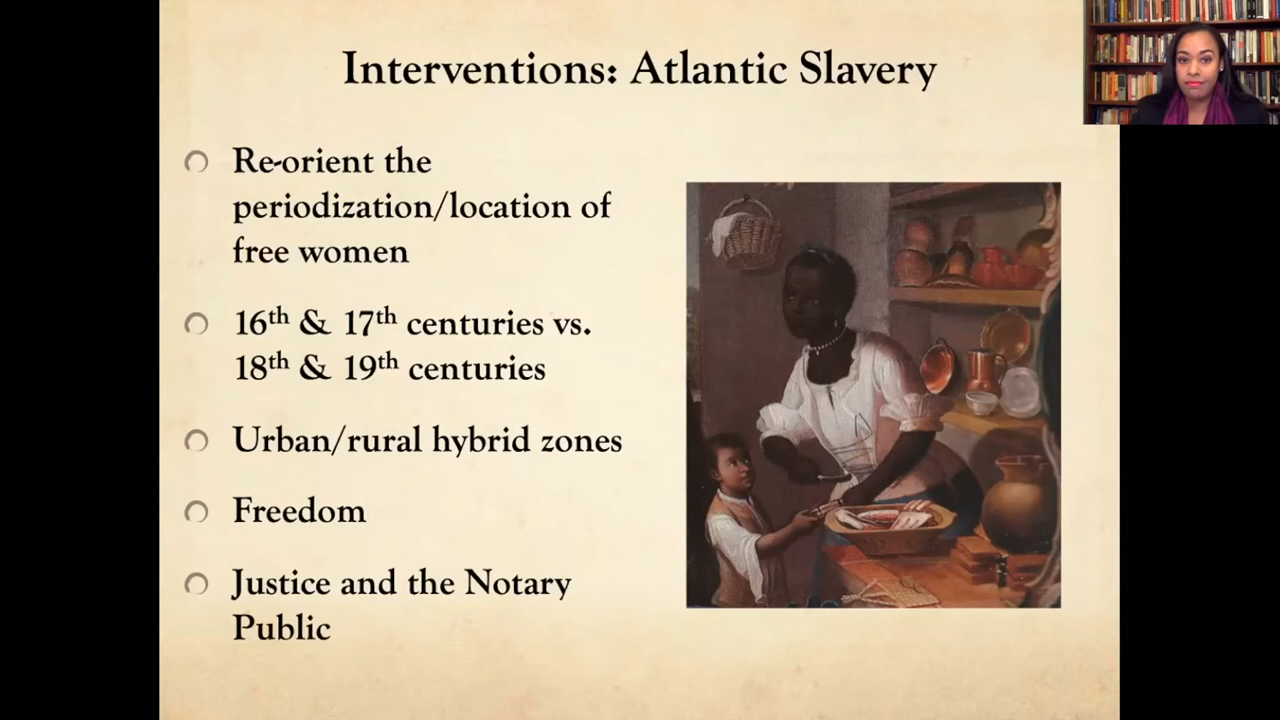 Interventions: Atlantic Slavery
Re-orient the
periodization/location of
free women
16th & 17th centuries vs.
18th & 19th centuries
Urban/rural hybrid zones
Freedom
Justice and the Notary
Public